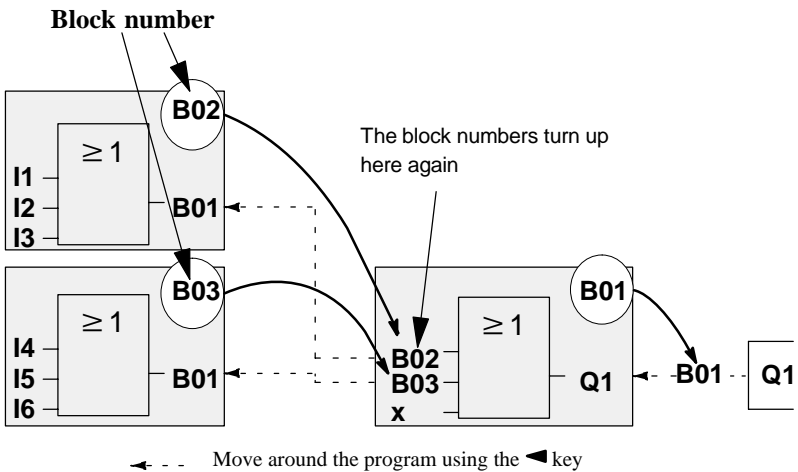 Block number
B02
≥ 1
I1
I2
I3
B01
The block numbers turn up
here again
B03
≥ 1
I4
I5
I6
B01
B01
≥ 1
B02
B03
x
Q1
B01
Q1
Move around the program using the ◄ key